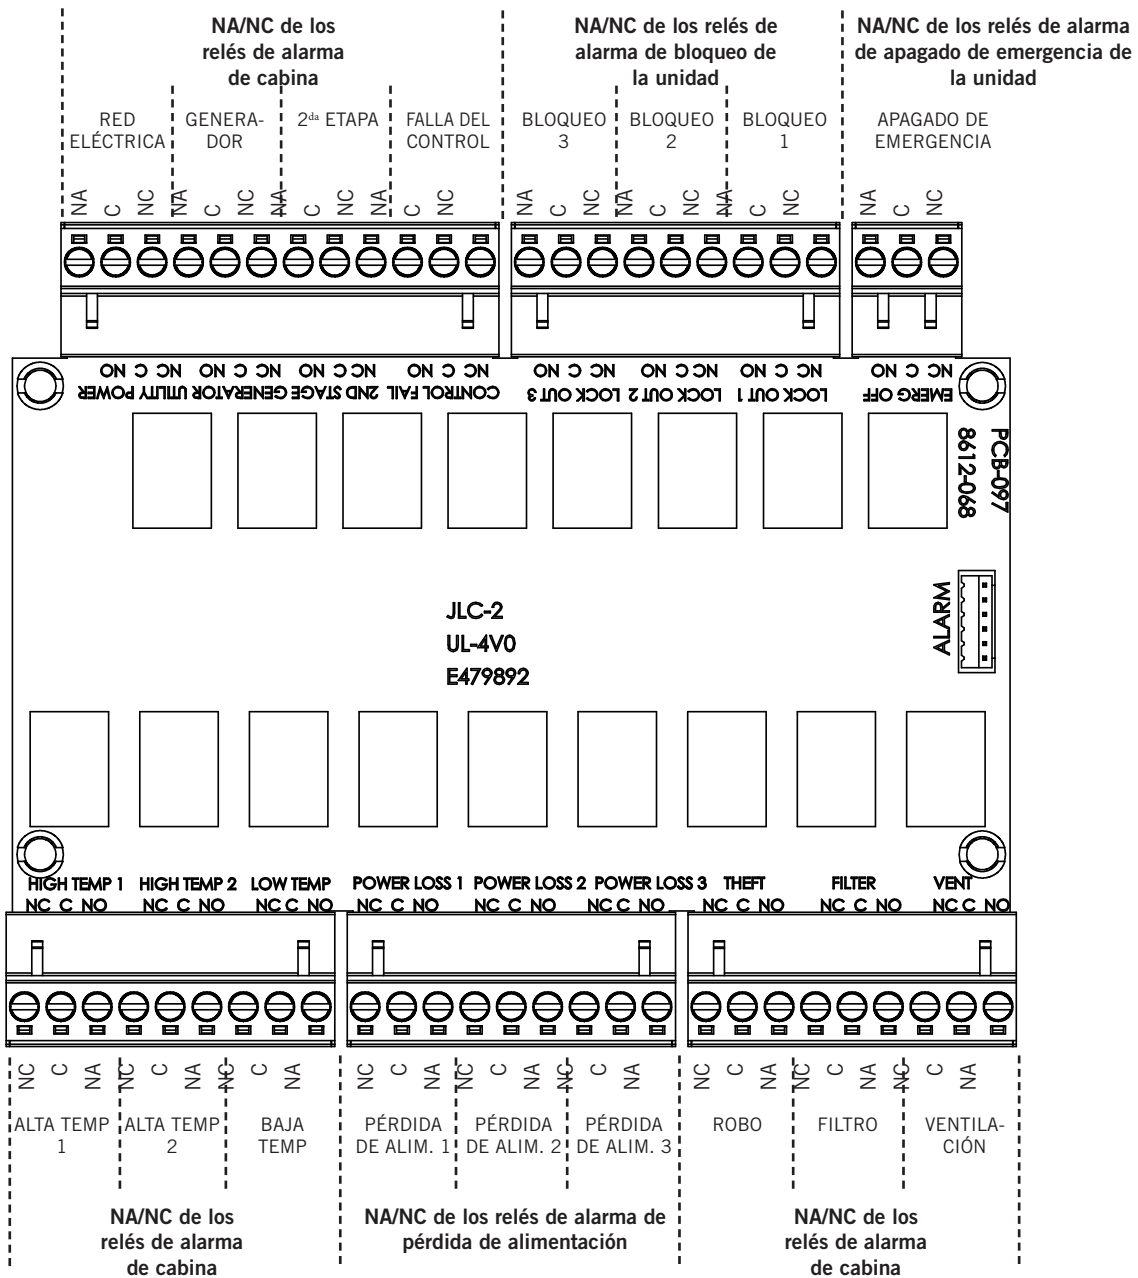 NA/NC de los
relés de alarma
de cabina
NA/NC de los relés de
alarma de bloqueo de
la unidad
NA/NC de los relés de alarma
de apagado de emergencia de
la unidad
RED
ELÉCTRICA
GENERA-
DOR
2da ETAPA
FALLA DEL
CONTROL
BLOQUEO
3
BLOQUEO
2
BLOQUEO
1
APAGADO DE
EMERGENCIA
NA C NC NA C NC NA C NC NA C NC
NA C NC NA C NC NA C NC
NA C NC
NO C NC NO C NC NO C NC NO C NC
NO C NC NO C NC NO C NC
NO C NC
UTILITY POWER
GENERATOR
2ND STAGE
CONTROL FAIL
LOCK OUT 3
LOCK OUT 2
LOCK OUT 1
EMERG OFF
PCB-097
8612-068
ALARM
JLC-2
UL-4V0
E479892
HIGH TEMP 1 HIGH TEMP 2 LOW TEMP POWER LOSS 1 POWER LOSS 2 POWER LOSS 3 THEFT FILTER VENT
NC C NO NC C NO NC C NO NC C NO NC C NO NC C NO NC C NO NC C NO NC C NO
NC C NA NC C NA NC C NA
NC C NA NC C NA NC C NA
NC C NA NC C NA NC C NA
ALTA TEMP
1
ALTA TEMP
2
BAJA
TEMP
PÉRDIDA
DE ALIM. 1
PÉRDIDA
DE ALIM. 2
PÉRDIDA
DE ALIM. 3
ROBO
FILTRO
VENTILA-
CIÓN
NA/NC de los
relés de alarma
de cabina
NA/NC de los relés de alarma de
pérdida de alimentación
NA/NC de los
relés de alarma
de cabina